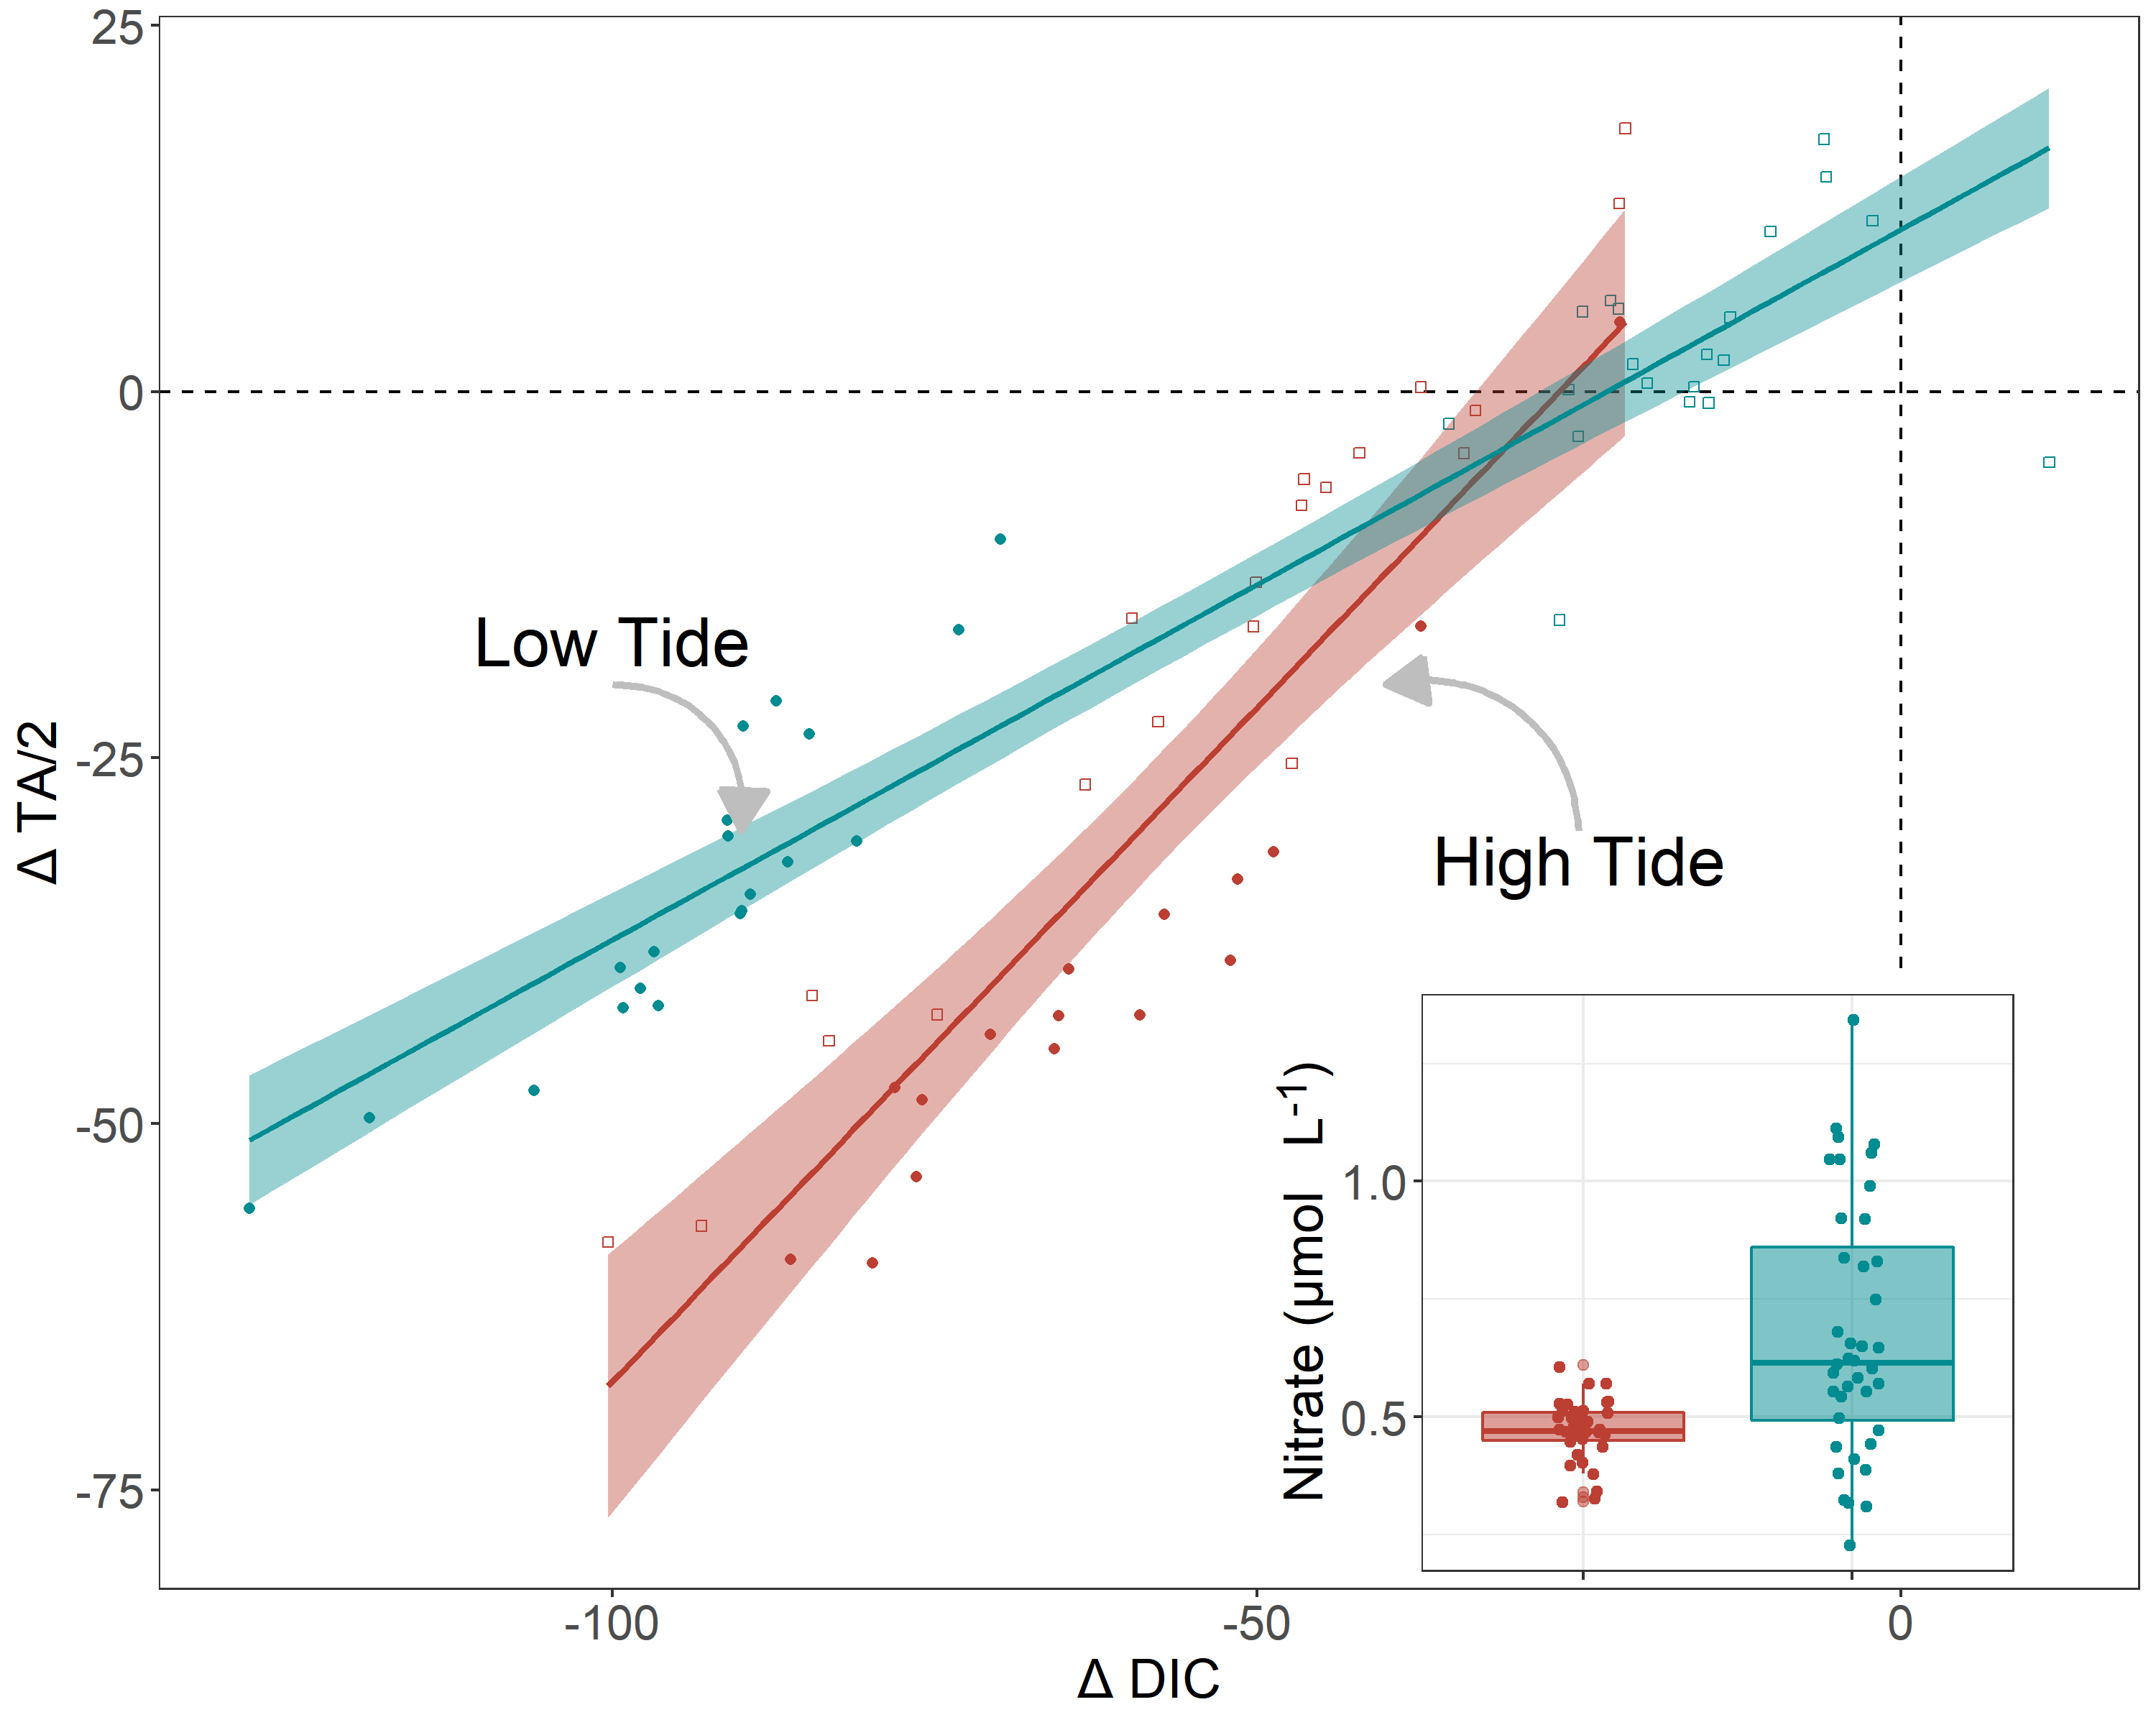 25
0
-25
-50
-75
Δ TA/2
Low Tide
High Tide
Nitrate (μmol L-1)
1.0
0.5
-100
-50
0
Δ DIC